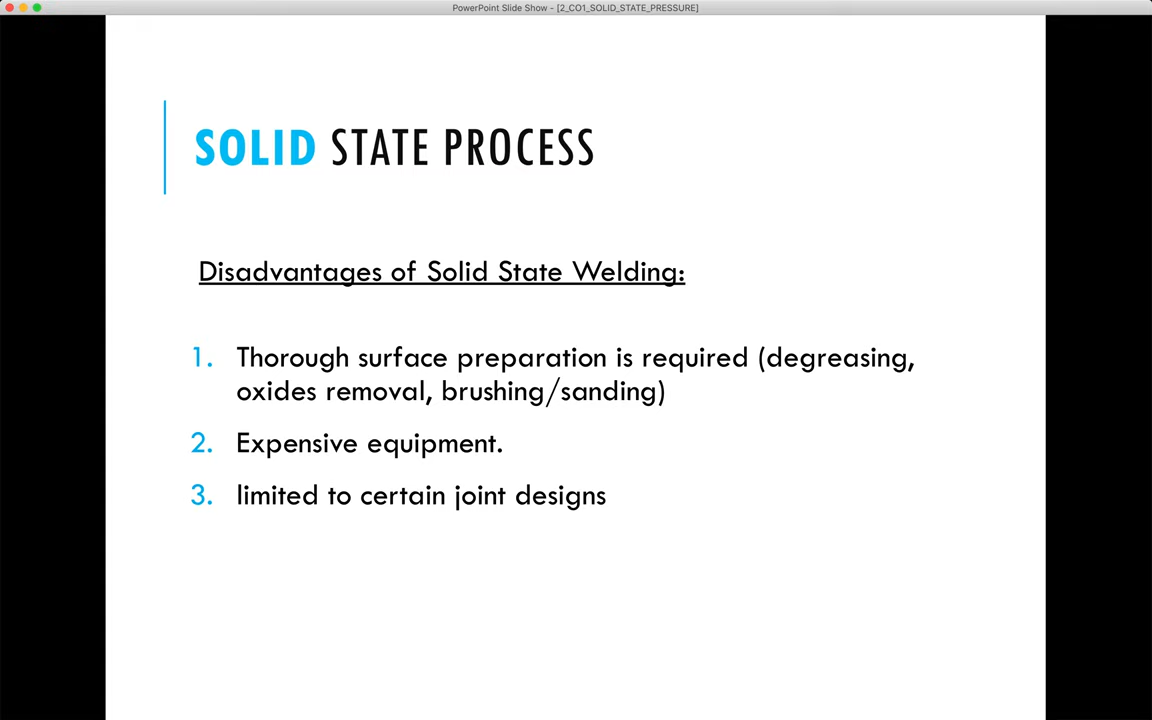 PowerPoint Slide Show - [2_CO1_SOLID_STATE_PRESSURE]
SOLID STATE PROCESS
Disadvantages of Solid State Welding:
1. Thorough surface preparation is required (degreasing,
oxides removal, brushing/sanding)
2. Expensive equipment.
3. limited to certain joint designs